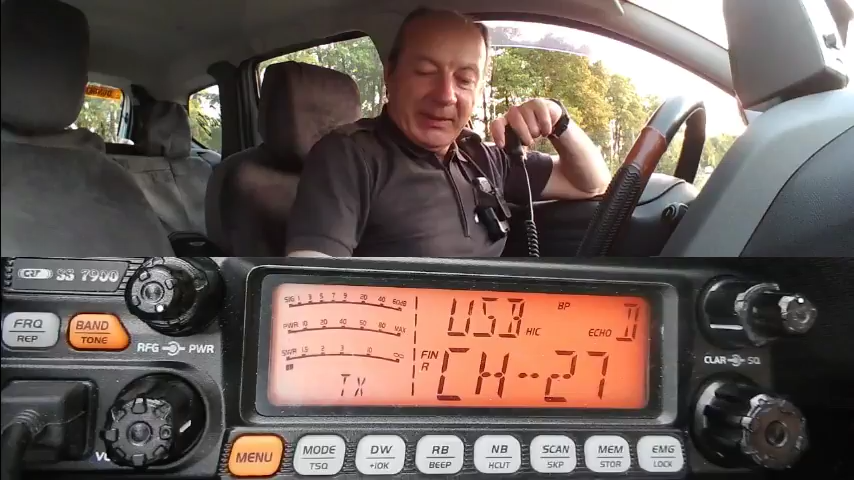 CRT SS 7900
FRQ
REP
BAND
TONE
RFG PWR
SIG 1 3 5 7 9 20 40 60dB
PWR 10 20 40 50 80 MAX
SWR 1.5 2 3 10 ∞
TX
USB HIC BP ECHO D
FIN
R CH--27
CLAR SQ
MENU
MODE
TSQ
DW
+10K
RB
BEEP
NB
HCUT
SCAN
SKP
MEM
STOR
EMG
LOCK